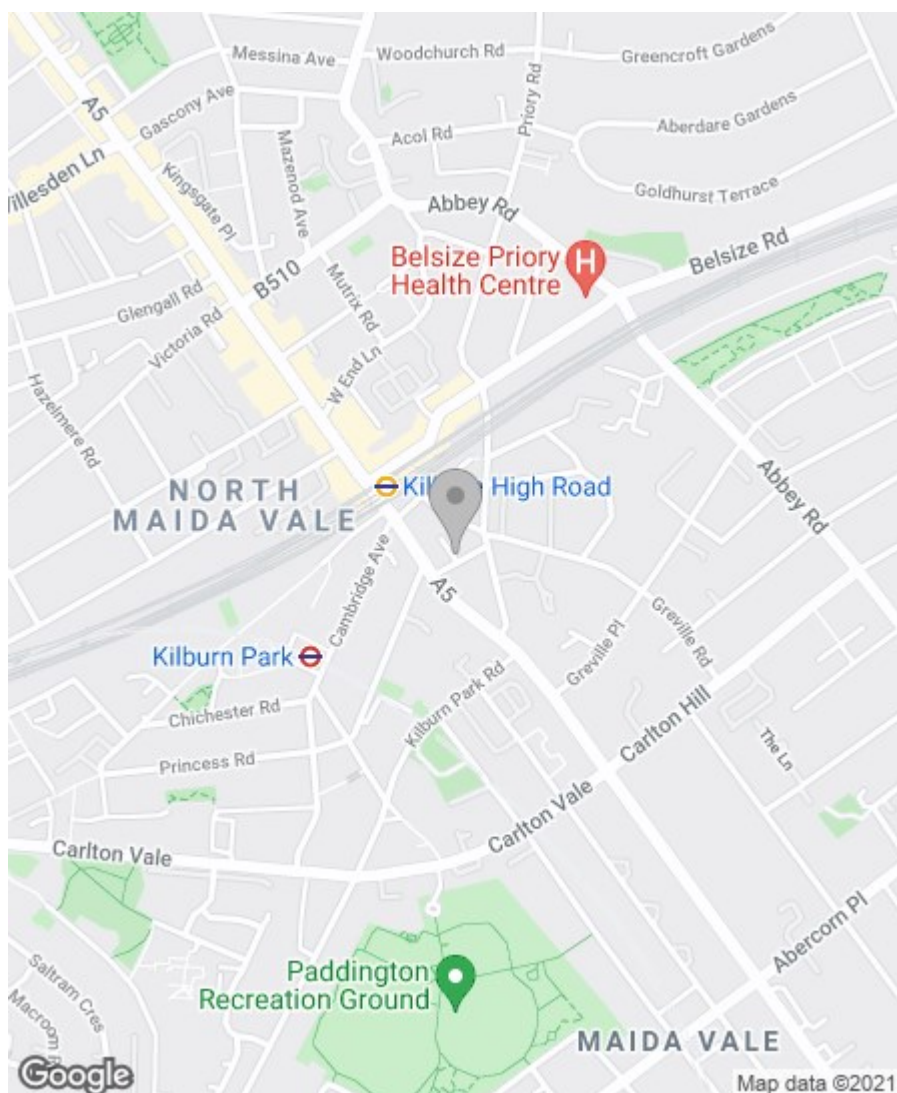 Messina Ave
Woodchurch Rd
Greencroft Gardens
A5
Gascony Ave
Priory Rd
Acol Rd
Aberdare Gardens
Willesden Ln
Kingsgate Pl
Mazenod Ave
Goldhurst Terrace
Abbey Rd
Belsize Priory
Health Centre
H
Belsize Rd
B510
Glengall Rd
Mutrix Rd
Victoria Rd
W End Ln
Hazelmere Rd
NORTH
MAIDA VALE
High Road
Abbey Rd
Cambridge Ave
A5
Greville Rd
Greville Pl
Kilburn Park
Kilburn Park Rd
Chichester Rd
Carlton Hill
The Ln
Princess Rd
Carlton Vale
Carlton Vale
Abercorn Pl
Saltram Cres
Paddington
Recreation Ground
MAIDA VALE
Google
Map data ©2021